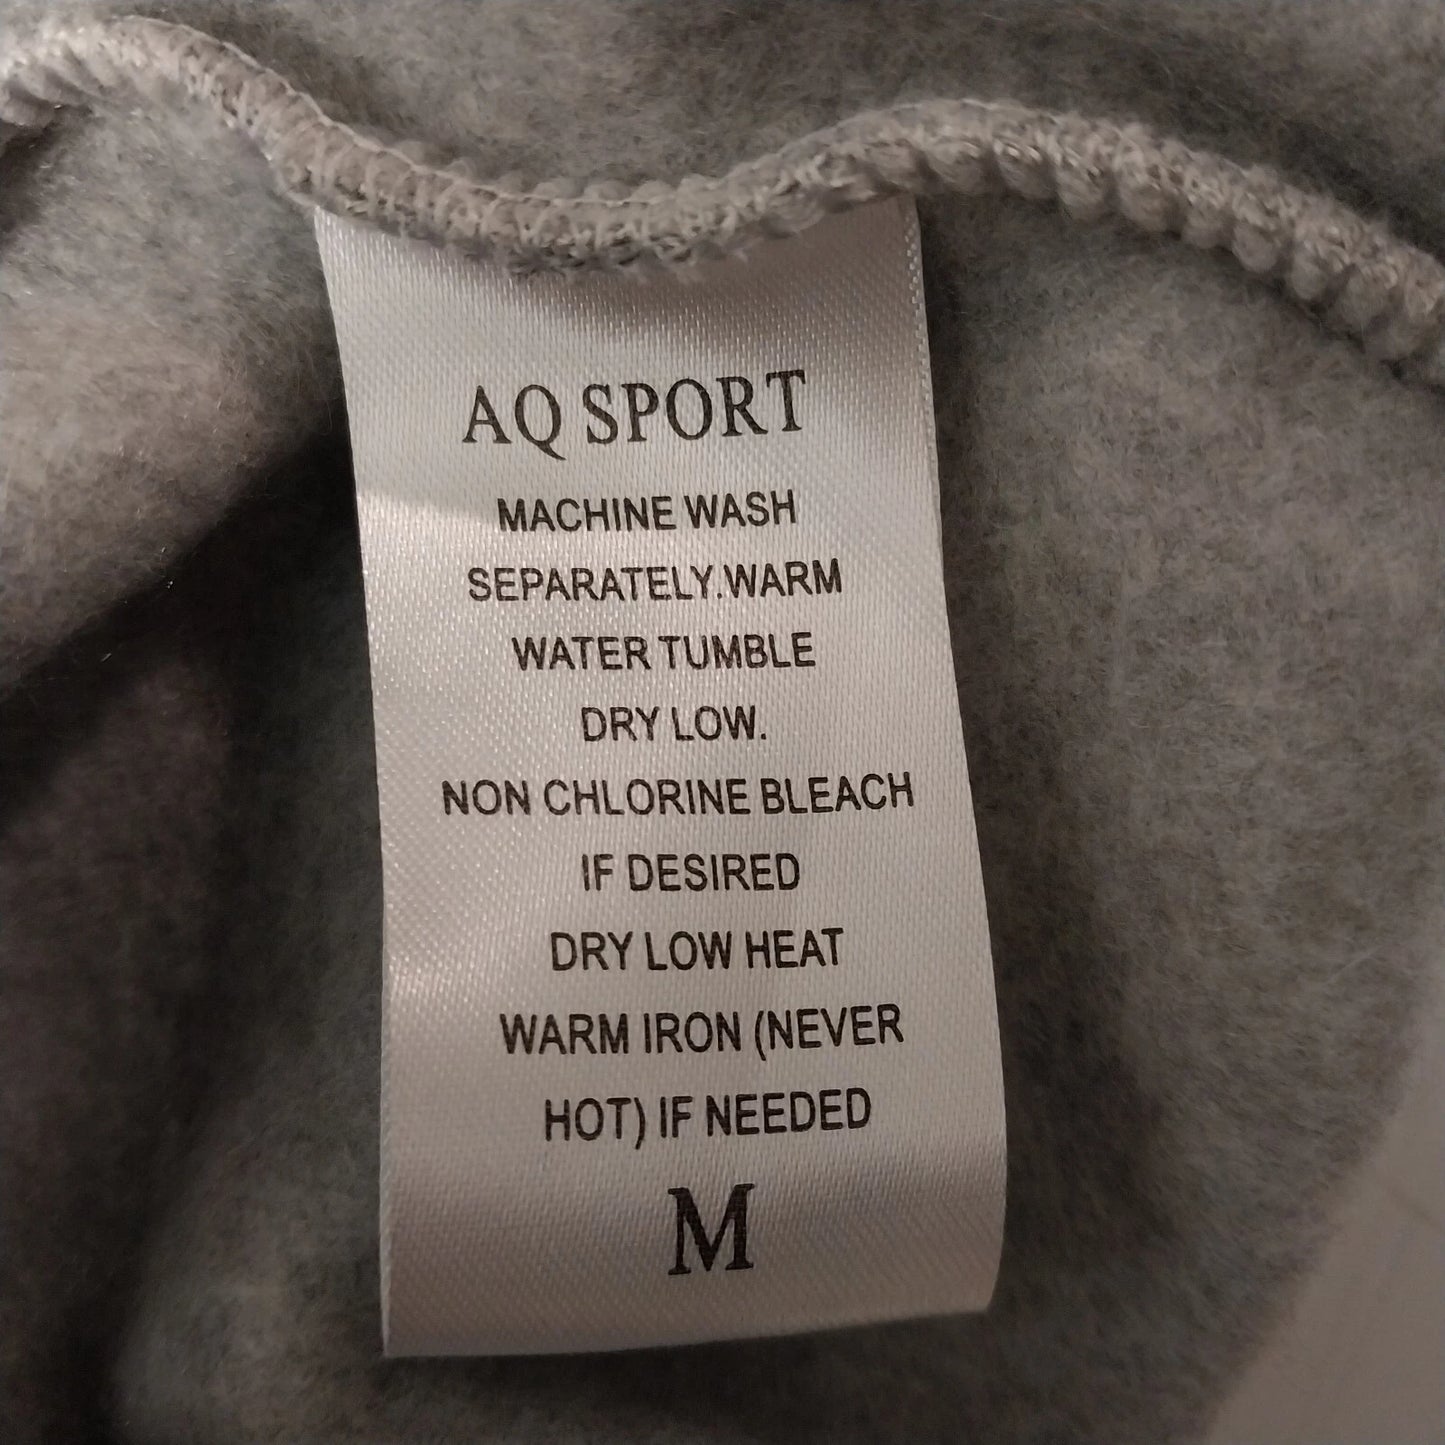 AQ SPORT
MACHINE WASH
SEPARATELY.WARM
WATER TUMBLE
DRY LOW.
NON CHLORINE BLEACH
IF DESIRED
DRY LOW HEAT
WARM IRON (NEVER
HOT) IF NEEDED
M